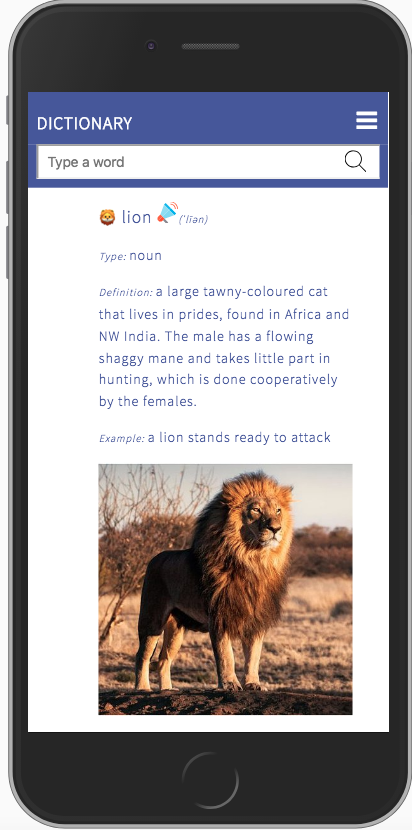 DICTIONARY
Type a word
🦁 lion (ˈlīən)
Type: noun
Definition: a large tawny-coloured cat
that lives in prides, found in Africa and
NW India. The male has a flowing
shaggy mane and takes little part in
hunting, which is done cooperatively
by the females.
Example: a lion stands ready to attack